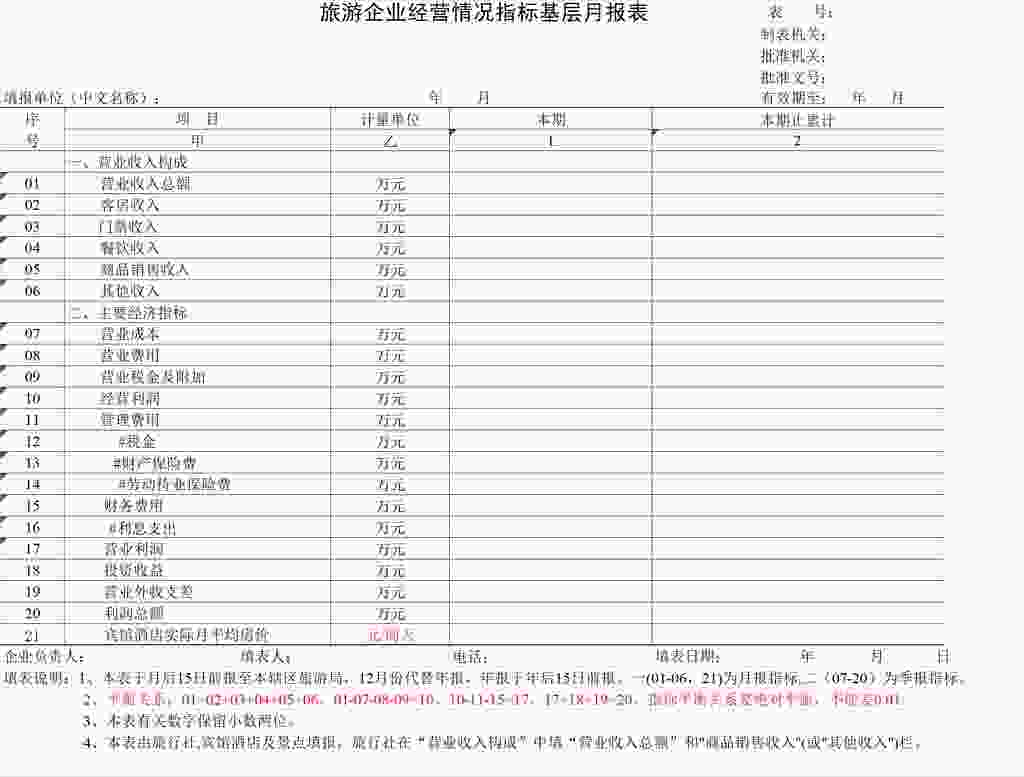 旅游企业经营情况指标基层月报表
表 号:
制表机关:
批准机关:
批准文号:
填报单位(中文名称): 年 月 有效期至: 年 月
序号 项 目 计量单位 本期 本期止累计
甲 乙 1 2
一、营业收入构成
01 营业收入总额 万元
02 客房收入 万元
03 门票收入 万元
04 餐饮收入 万元
05 商品销售收入 万元
06 其他收入 万元
二、主要经济指标
07 营业成本 万元
08 营业费用 万元
09 营业税金及附加 万元
10 经营利润 万元
11 管理费用 万元
12 #税金 万元
13 #财产保险费 万元
14 #劳动待业保险费 万元
15 财务费用 万元
16 #利息支出 万元
17 营业利润 万元
18 投资收益 万元
19 营业外收支差 万元
20 利润总额 万元
21 宾馆酒店实际月平均房价 元/间天
企业负责人: 填表人: 电话: 填表日期: 年 月 日
填表说明: 1、本表于月后15日前报至本辖区旅游局, 12月份代替年报, 年报于年后15日前报。一(01-06, 21)为月报指标,二(07-20)为季报指标。
2、平衡关系: 01=02+03+04+05+06、01-07-08-09=10、10-11-15=17、17+18+19=20。指标平衡关系要绝对平衡, 不能差0.01.
3、本表有关数字保留小数两位。
4、本表由旅行社,宾馆酒店及景点填报, 旅行社在“营业收入构成”中填“营业收入总额”和"商品销售收入"(或"其他收入")栏。